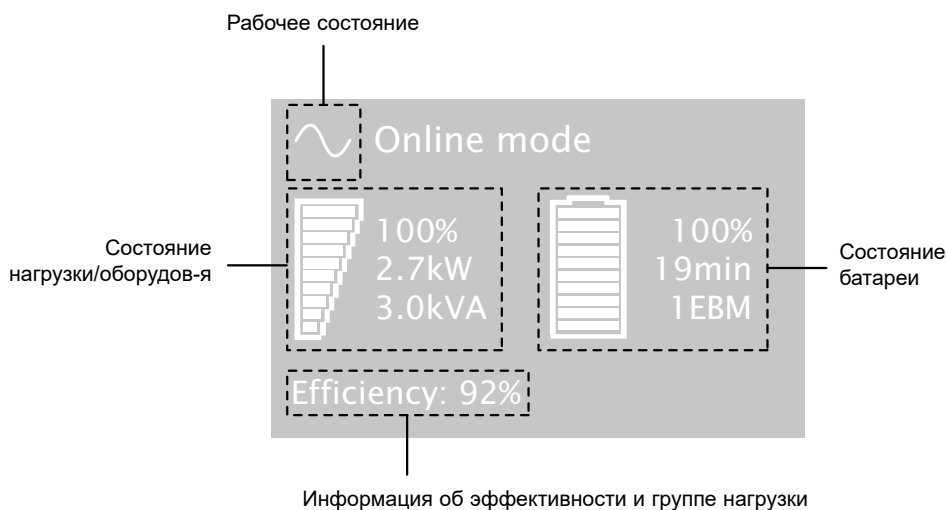 Рабочее состояние
Online mode
Состояние
нагрузки/оборудов-я
100%
2.7kW
3.0kVA
100%
19min
1EBM
Состояние
батареи
Efficiency: 92%
Информация об эффективности и группе нагрузки